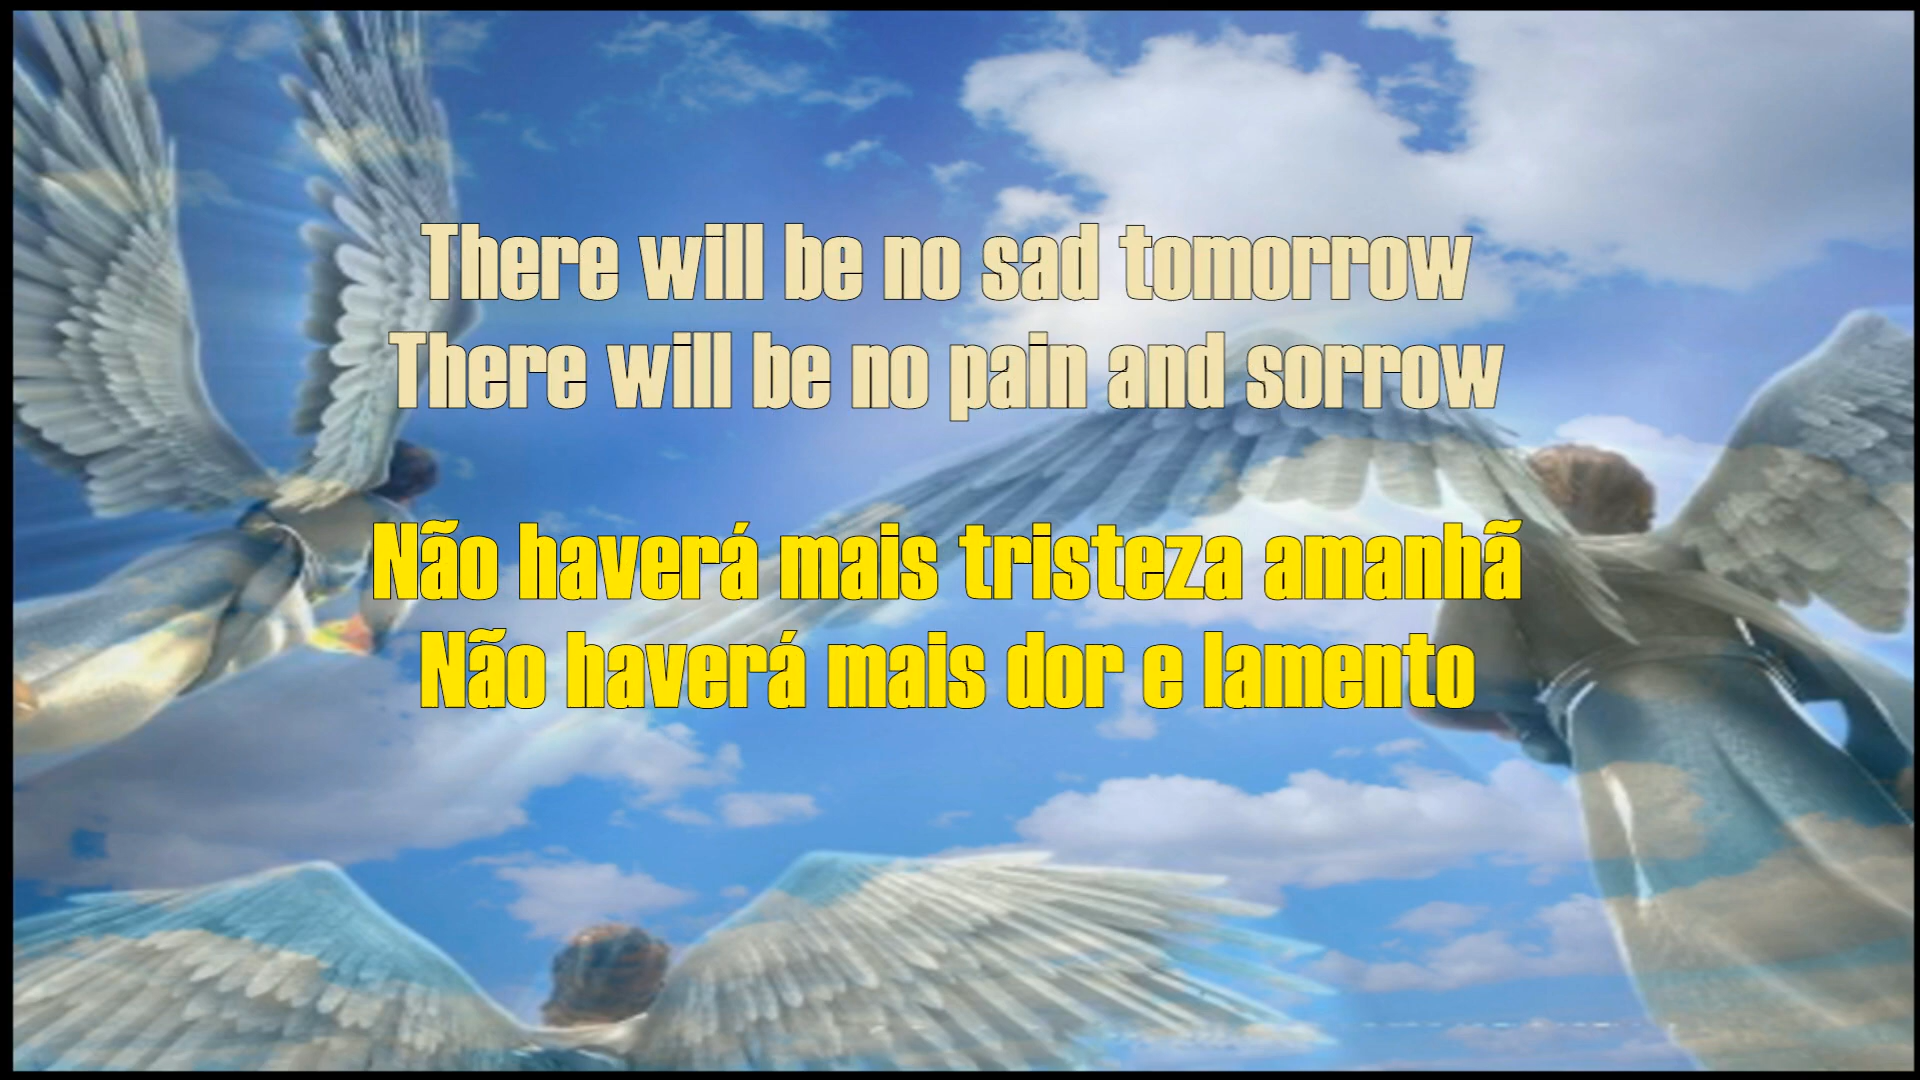 There will be no sad tomorrow
There will be no pain and sorrow
Não haverá mais tristeza amanhã
Não haverá mais dor e lamento